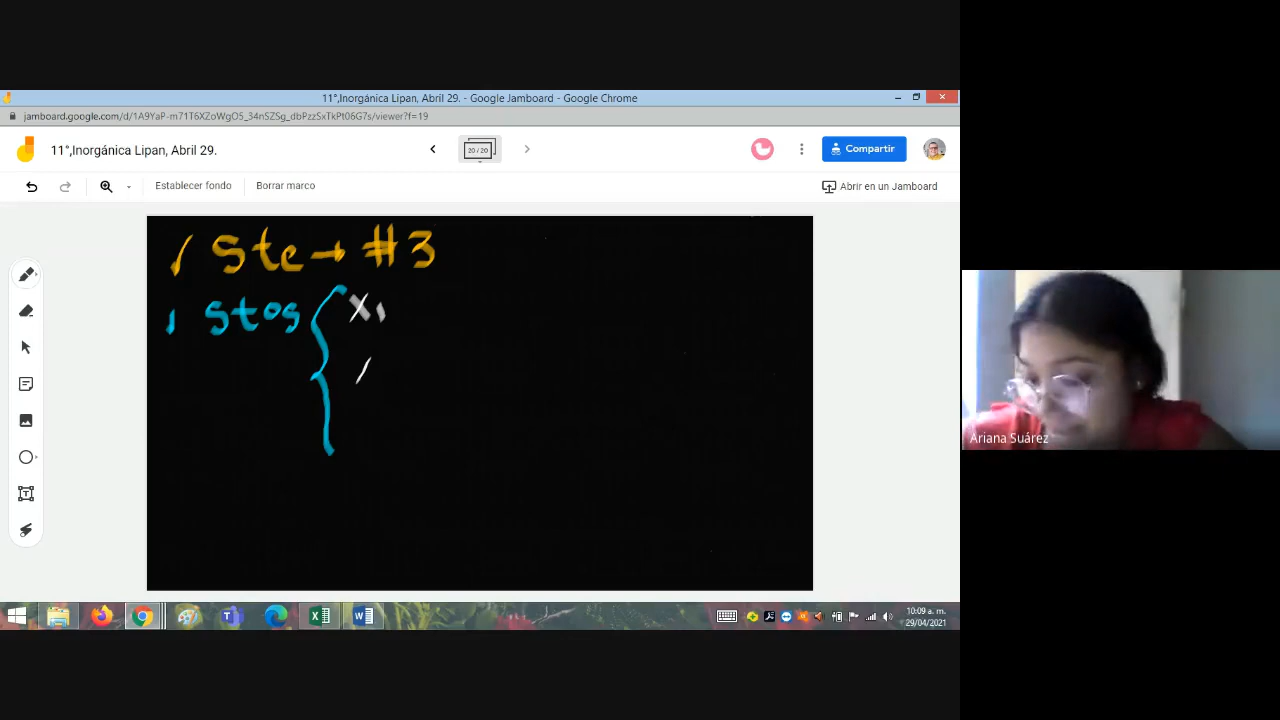 11°,Inorgánica Lipan, Abríl 29. - Google Jamboard - Google Chrome
jamboard.google.com/d/1A9YaP-m71T6XZoWgO5_34nSZSg_dbPzzSxTkPt06G7s/viewer?f=19
11°,Inorgánica Lipan, Abríl 29.
20 / 20
Compartir
Establecer fondo
Borrar marco
Abrir en un Jamboard
/ Ste → #3
, stos { X,
/
Ariana Suárez
10:09 a. m.
29/04/2021